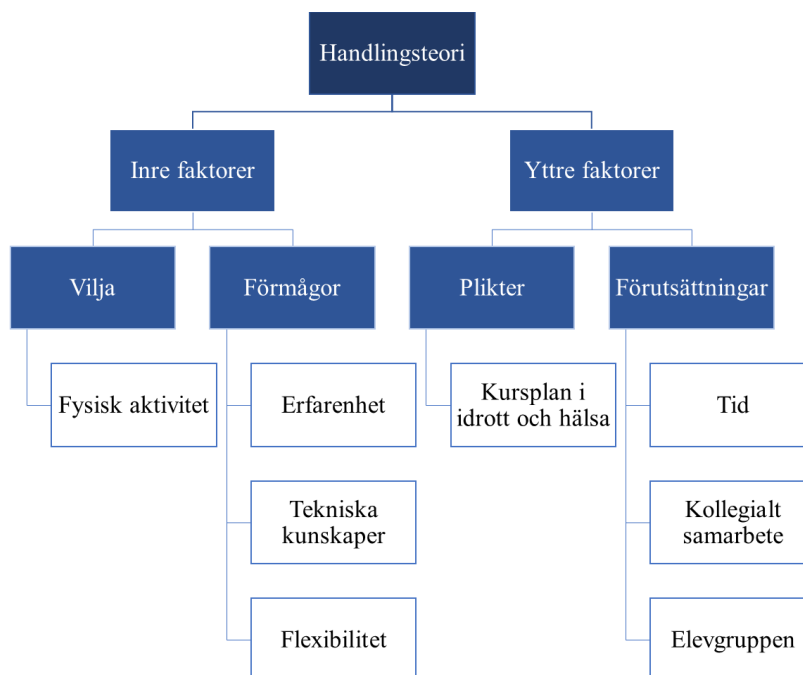 Handlingsteori
Inre faktorer
Yttre faktorer
Vilja
Förmågor
Plikter
Förutsättningar
Fysisk aktivitet
Erfarenhet
Kursplan i
idrott och hälsa
Tid
Tekniska
kunskaper
Kollegialt
samarbete
Flexibilitet
Elevgruppen